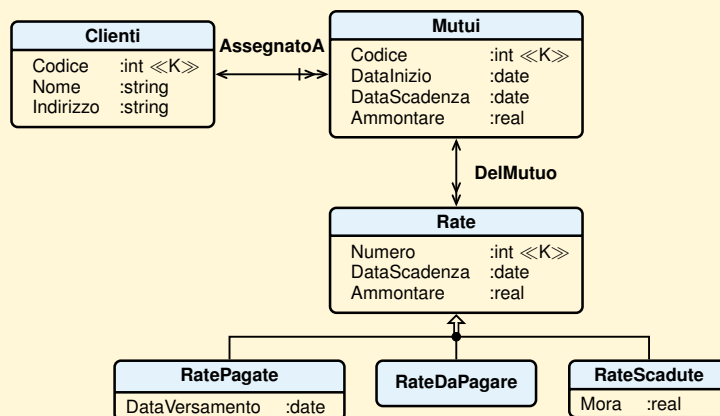 Clienti
Codice :int ≪K≫
Nome :string
Indirizzo :string
AssegnatoA
Mutui
Codice :int ≪K≫
DataInizio :date
DataScadenza :date
Ammontare :real
DelMutuo
Rate
Numero :int ≪K≫
DataScadenza :date
Ammontare :real
RatePagate
DataVersamento :date
RateDaPagare
RateScadute
Mora :real